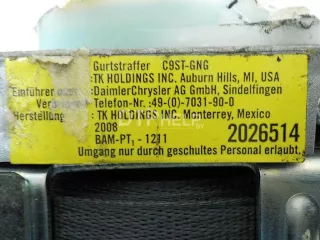 Gurtstraffer C9ST-GNG
:TK HOLDINGS INC. Auburn Hills, MI, USA
Einführer :DaimlerChrysler AG GmbH, Sindelfingen
Telefon-Nr. :49-(0)-7031-90-0
Herstellung : TK HOLDINGS INC. Monterrey, Mexico
2008
BAM-PT₁ - 1211 2026514
Umgang nur durch geschultes Personal erlaubt.